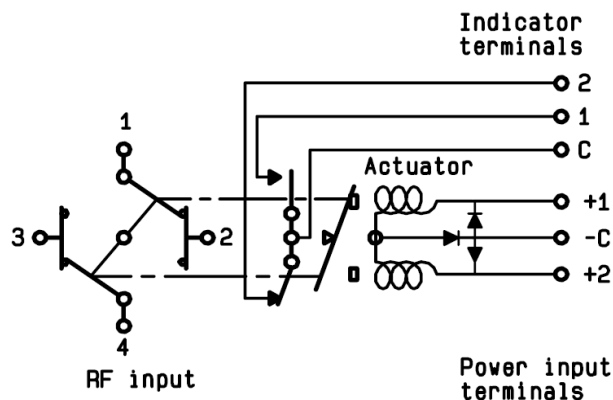 Indicator
terminals
2
1
C
1
Actuator
+1
3
2
-C
+2
4
RF input
Power input
terminals